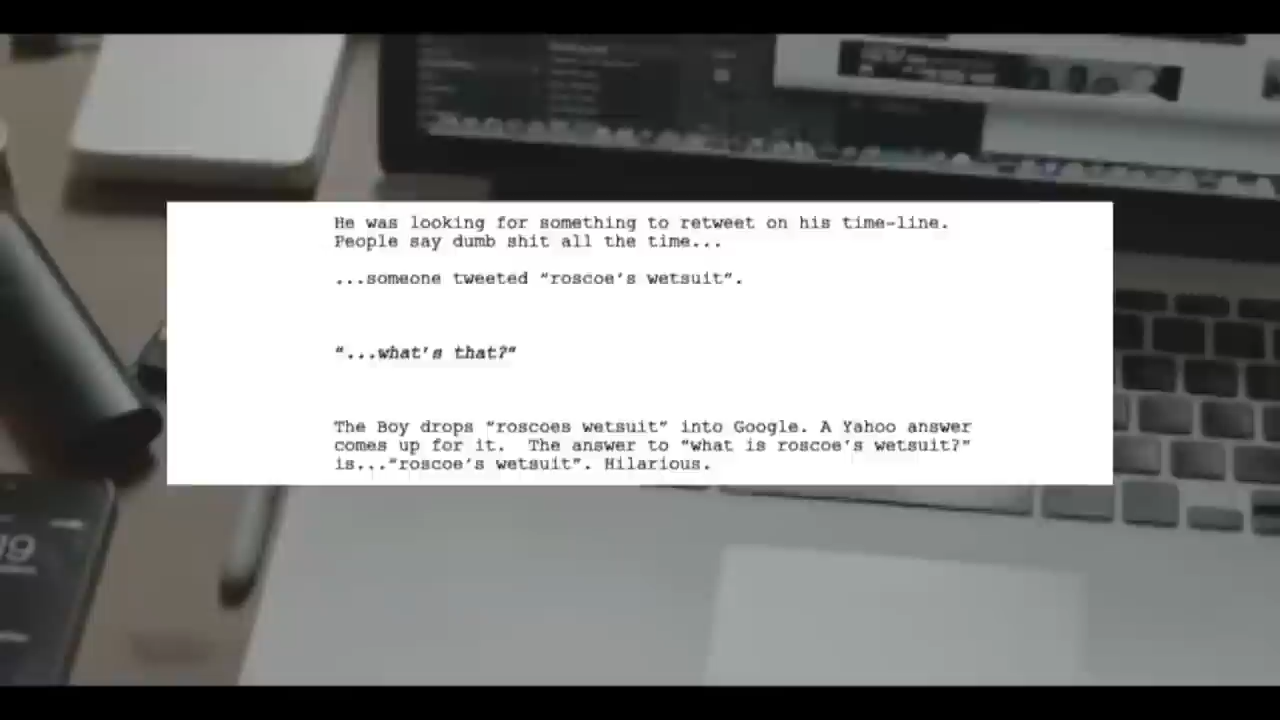 He was looking for something to retweet on his time-line.
People say dumb shit all the time...
...someone tweeted “roscoe’s wetsuit”.
“...what’s that?”
The Boy drops “roscoes wetsuit” into Google. A Yahoo answer
comes up for it.  The answer to “what is roscoe’s wetsuit?”
is...“roscoe’s wetsuit”. Hilarious.